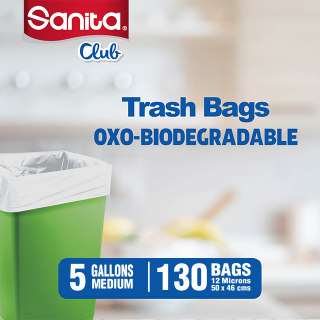 Sanita®
Club
Trash Bags
OXO-BIODEGRADABLE
5 GALLONS MEDIUM
130 BAGS
12 Microns
50 x 46 cms